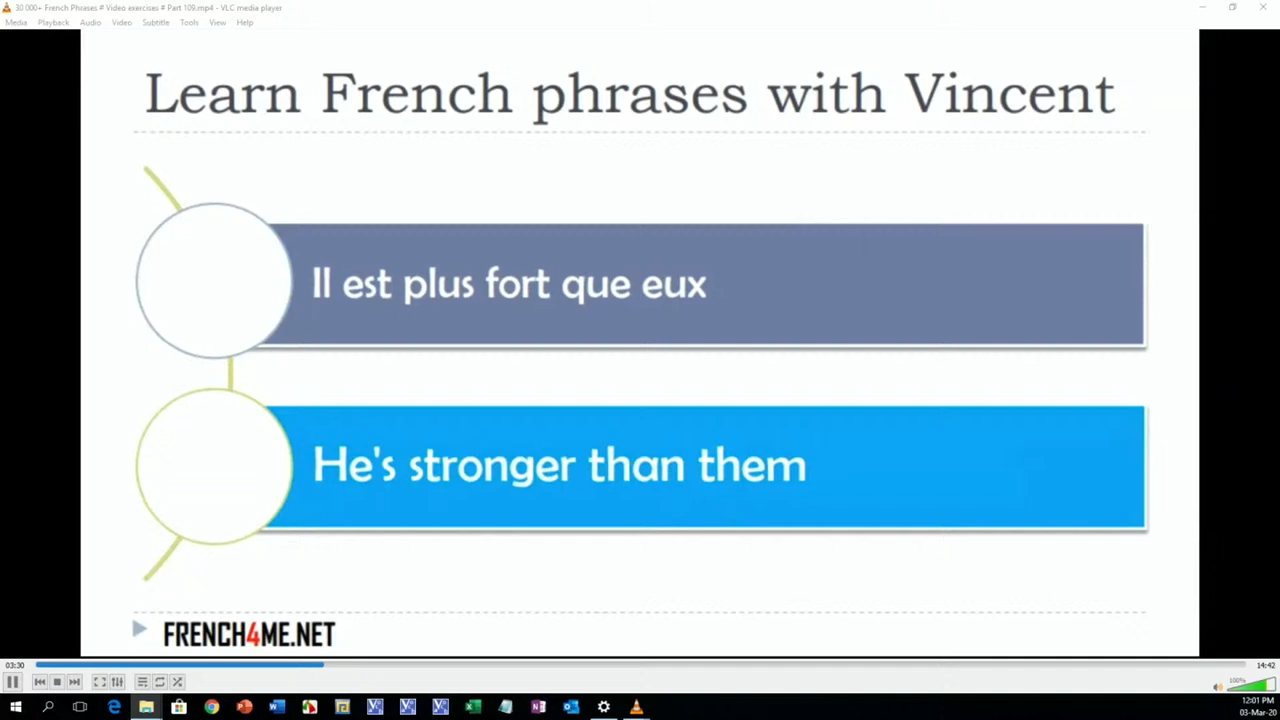 30 000+ French Phrases # Video exercises # Part 109.mp4 - VLC media player
Media Playback Audio Video Subtitle Tools View Help
Learn French phrases with Vincent
Il est plus fort que eux
He's stronger than them
FRENCH4ME.NET
03:30
14:42
100%
12:01 PM
03-Mar-20